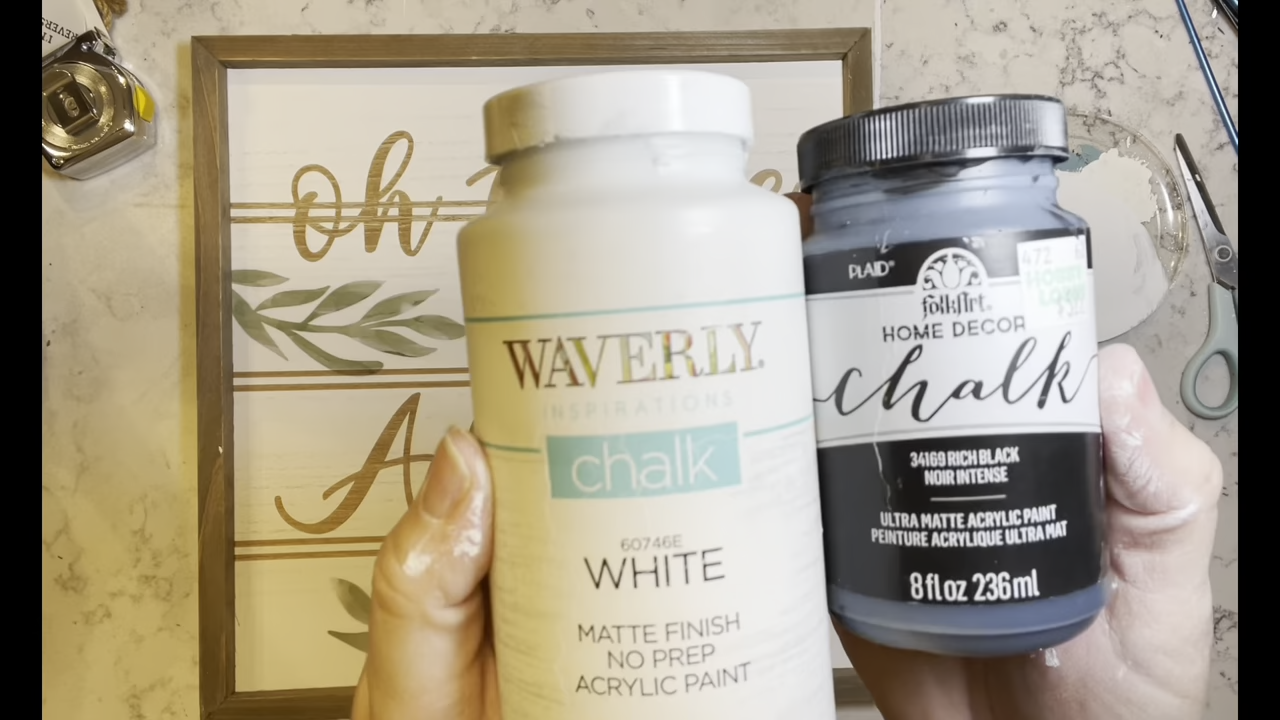 oh
A
WAVERLY
INSPIRATIONS
chalk
60746E
WHITE
MATTE FINISH
NO PREP
ACRYLIC PAINT
PLAID®
472
HOBBY
folkArt®
HOME DECOR
chalk
34169 RICH BLACK
NOIR INTENSE
ULTRA MATTE ACRYLIC PAINT
PEINTURE ACRYLIQUE ULTRA MAT
8 fl oz 236 ml